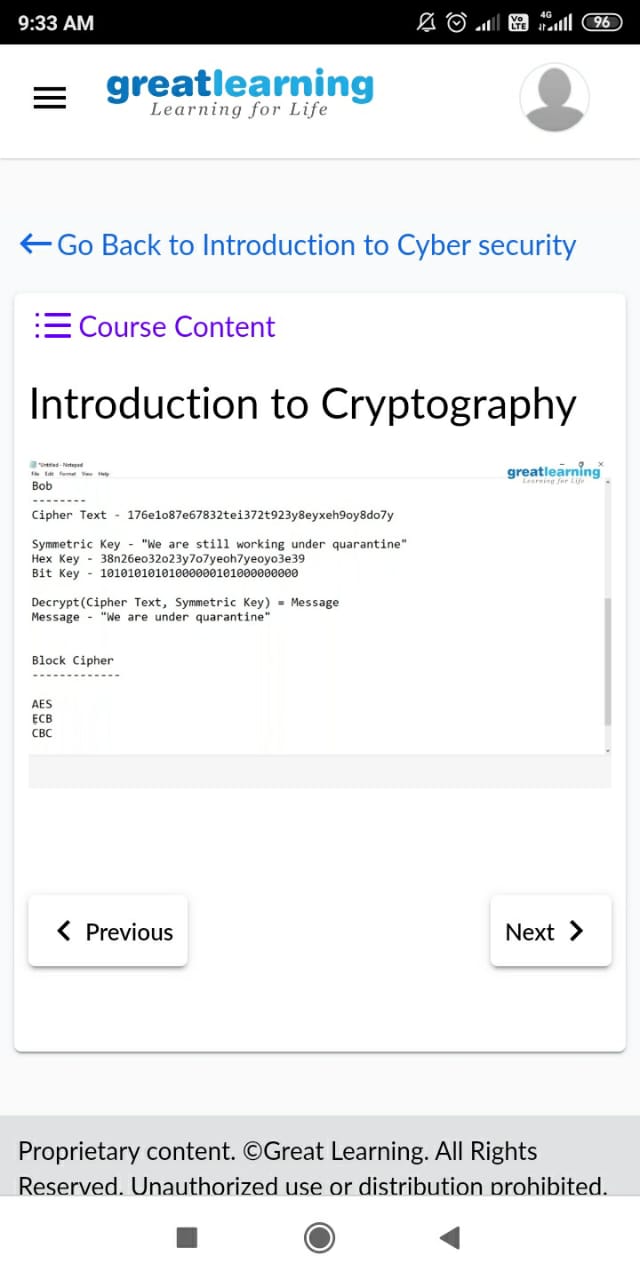 9:33 AM
Vo LTE
4G
96
greatlearning
Learning for Life
Go Back to Introduction to Cyber security
Course Content
Introduction to Cryptography
*Untitled - Notepad
File Edit Format View Help
greatlearning
Learning for Life
Bob
--------
Cipher Text - 176e1o87e67832tei372t923y8eyxeh9oy8do7y
Symmetric Key - "We are still working under quarantine"
Hex Key - 38n26eo32o23y7o7yeoh7yeoyo3e39
Bit Key - 10101010101000000101000000000
Decrypt(Cipher Text, Symmetric Key) = Message
Message - "We are under quarantine"
Block Cipher
-------------
AES
ECB
CBC
Previous
Next
Proprietary content. ©Great Learning. All Rights
Reserved. Unauthorized use or distribution prohibited.